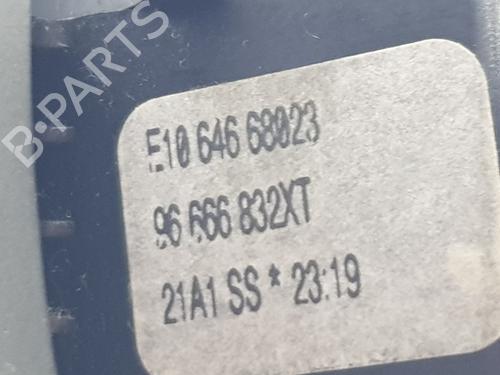 B-PARTS
E10 646 68023
96 666 832XT
21A1 SS * 23:19